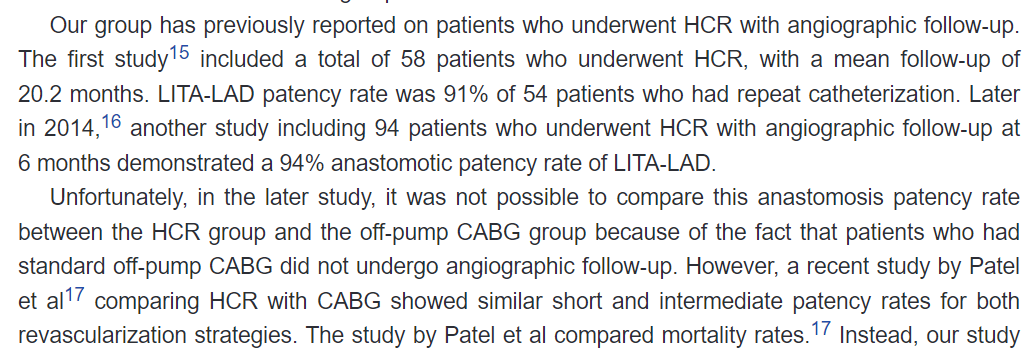 Our group has previously reported on patients who underwent HCR with angiographic follow-up.
The first study15 included a total of 58 patients who underwent HCR, with a mean follow-up of
20.2 months. LITA-LAD patency rate was 91% of 54 patients who had repeat catheterization. Later
in 2014,16 another study including 94 patients who underwent HCR with angiographic follow-up at
6 months demonstrated a 94% anastomotic patency rate of LITA-LAD.
Unfortunately, in the later study, it was not possible to compare this anastomosis patency rate
between the HCR group and the off-pump CABG group because of the fact that patients who had
standard off-pump CABG did not undergo angiographic follow-up. However, a recent study by Patel
et al17 comparing HCR with CABG showed similar short and intermediate patency rates for both
revascularization strategies. The study by Patel et al compared mortality rates.17 Instead, our study